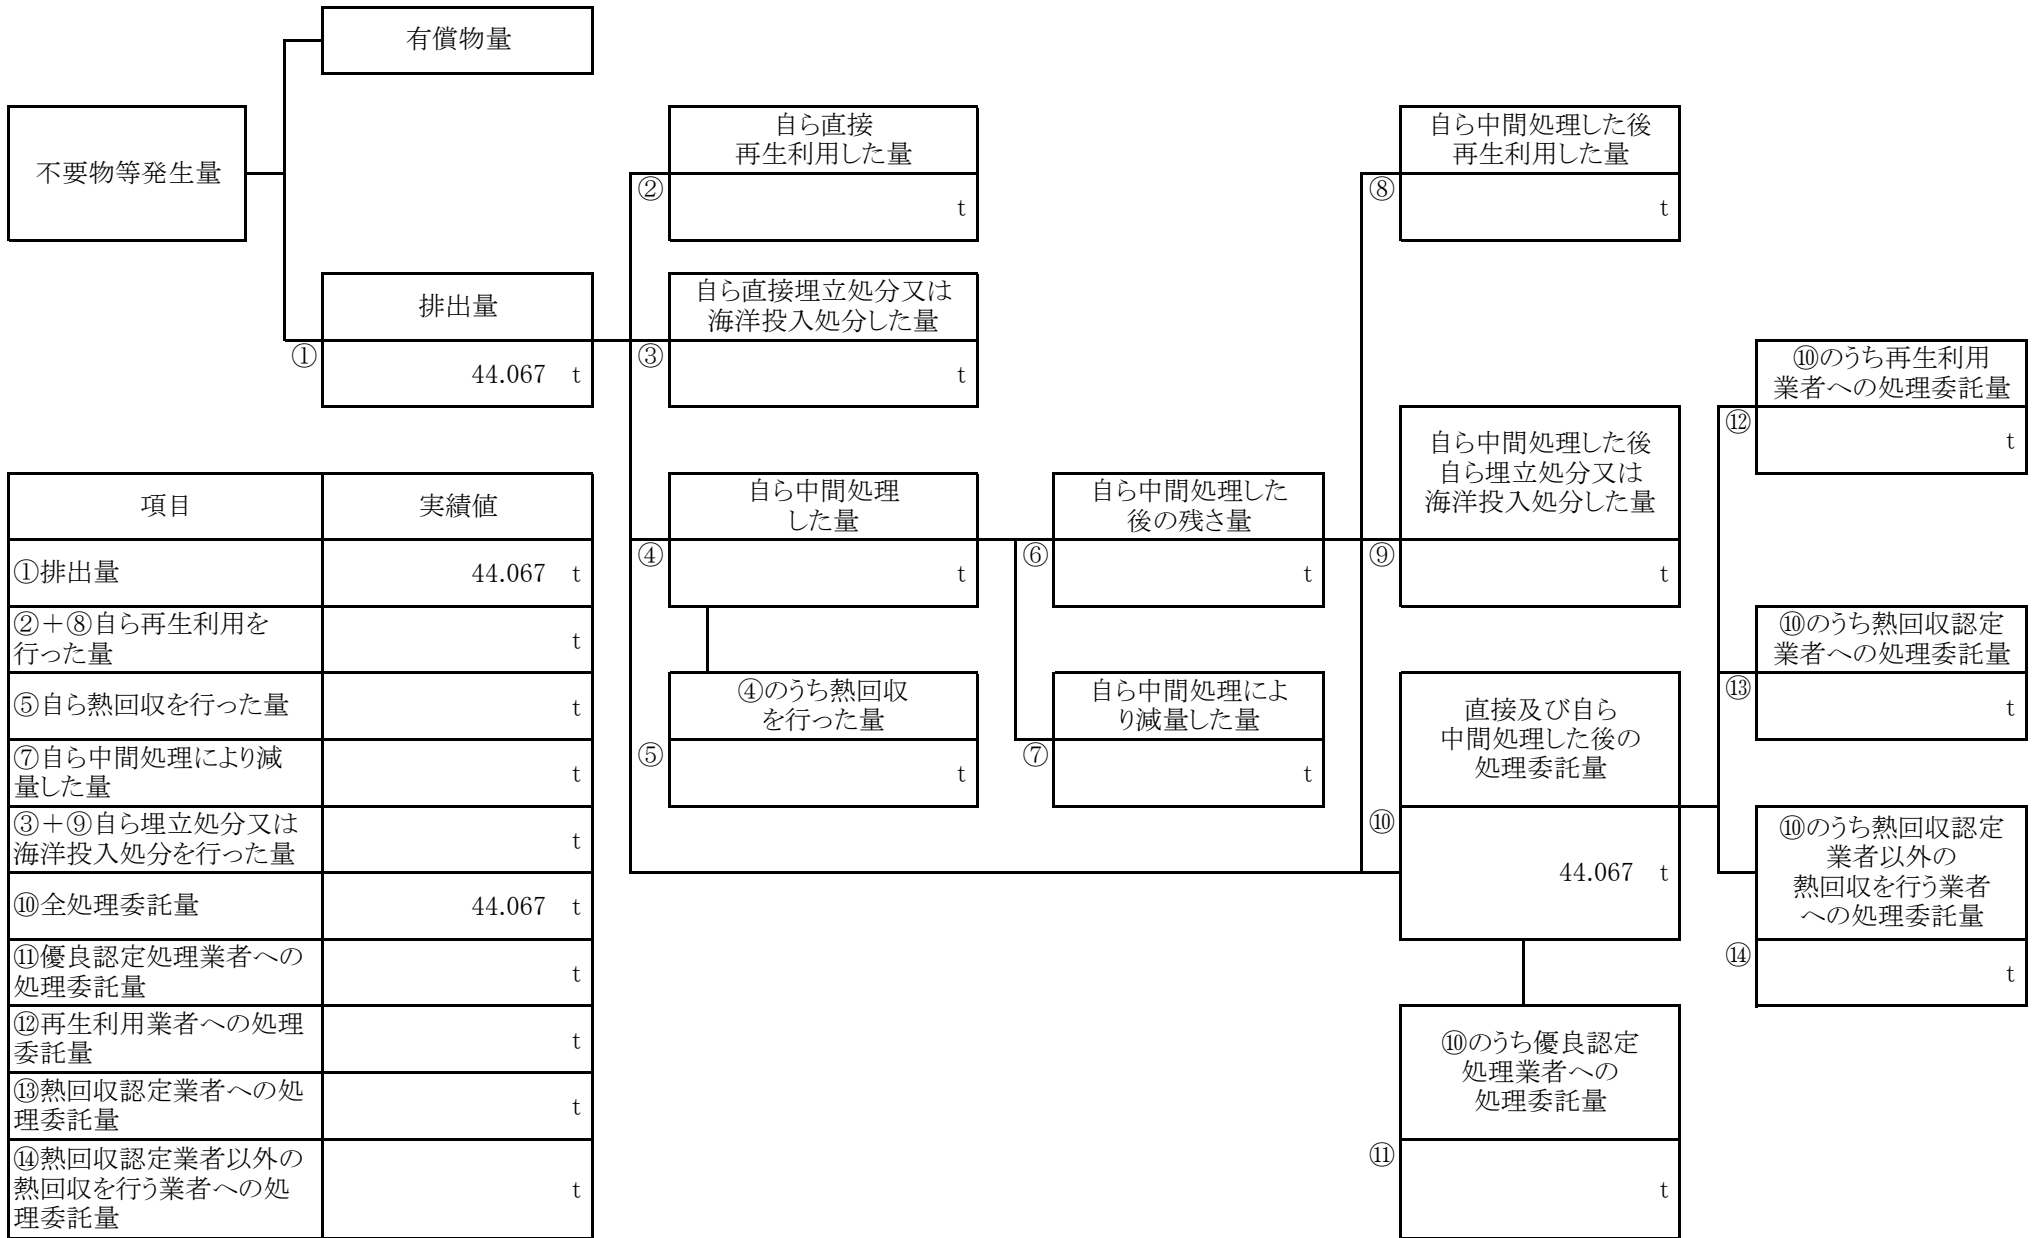 有償物量
不要物等発生量
排出量
①
44.067 t
自ら直接
再生利用した量
②
t
自ら直接埋立処分又は
海洋投入処分した量
③
t
自ら中間処理
した量
④
t
④のうち熱回収
を行った量
⑤
t
自ら中間処理した
後の残さ量
⑥
t
自ら中間処理によ
り減量した量
⑦
t
自ら中間処理した後
再生利用した量
⑧
t
自ら中間処理した後
自ら埋立処分又は
海洋投入処分した量
⑨
t
直接及び自ら
中間処理した後の
処理委託量
⑩
44.067 t
⑩のうち優良認定
処理業者への
処理委託量
⑪
t
⑩のうち再生利用
業者への処理委託量
⑫
t
⑩のうち熱回収認定
業者への処理委託量
⑬
t
⑩のうち熱回収認定
業者以外の
熱回収を行う業者
への処理委託量
⑭
t
項目 実績値
①排出量 44.067 t
②+⑧自ら再生利用を
行った量
t
⑤自ら熱回収を行った量 t
⑦自ら中間処理により減
量した量
t
③+⑨自ら埋立処分又は
海洋投入処分を行った量
t
⑩全処理委託量 44.067 t
⑪優良認定処理業者への
処理委託量
t
⑫再生利用業者への処理
委託量
t
⑬熱回収認定業者への処
理委託量
t
⑭熱回収認定業者以外の
熱回収を行う業者への処
理委託量
t